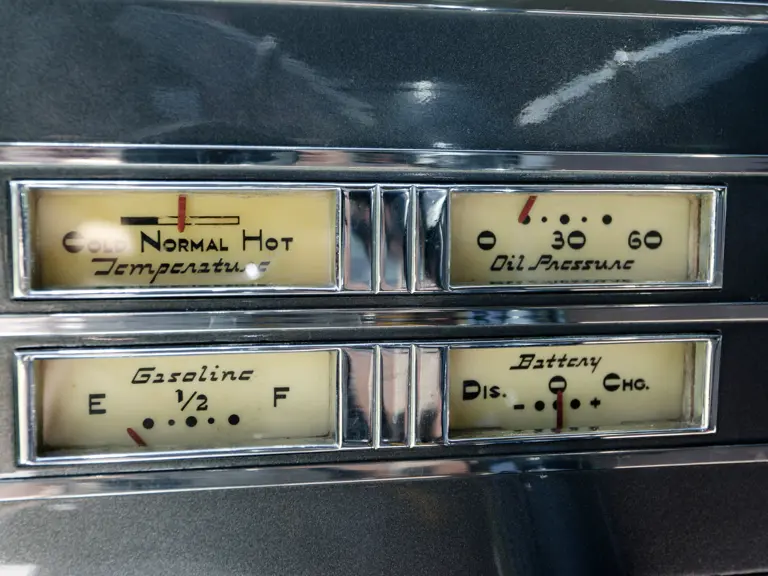 Cold Normal Hot
Temperature
0 30 60
Oil Pressure
Gasoline
E 1/2 F
Battery
Dis. 0 Chg.
- +